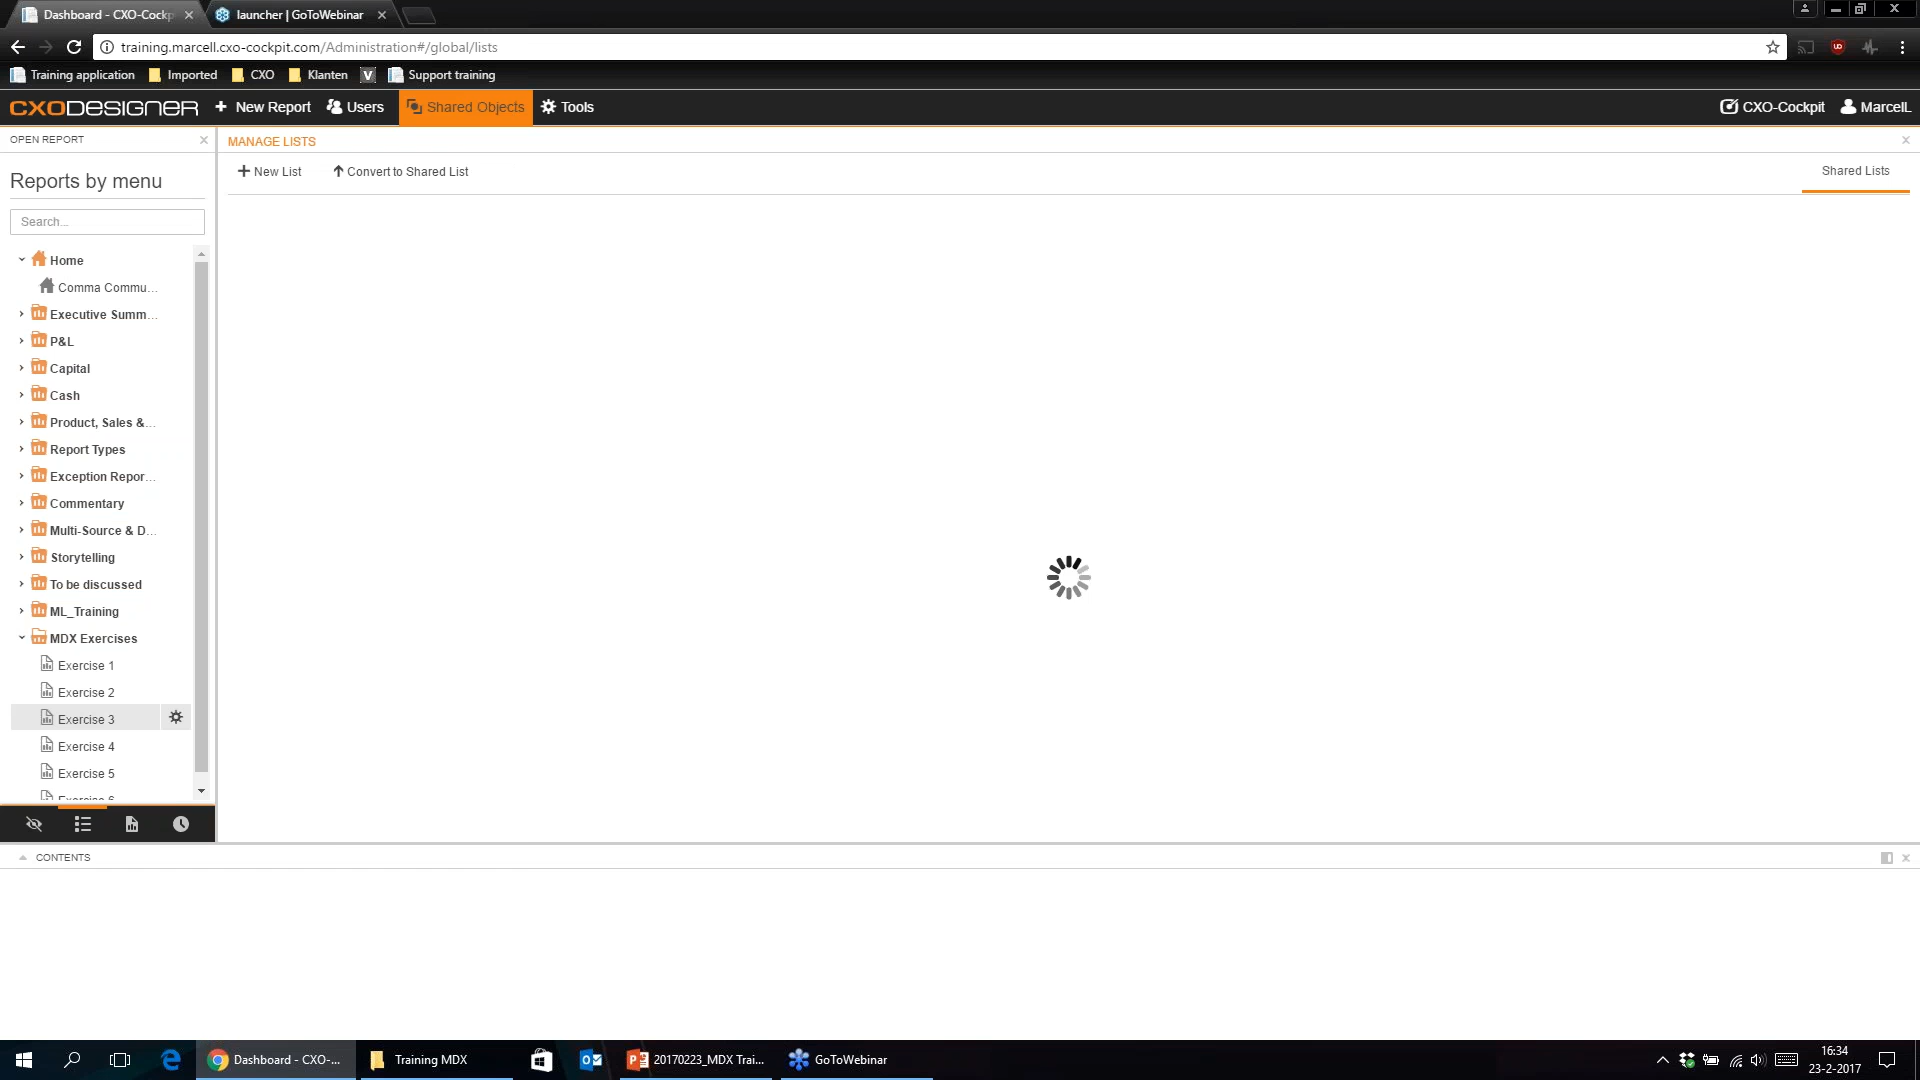 Dashboard - CXO-Cockp
launcher | GoToWebinar
training.marcell.cxo-cockpit.com/Administration#/global/lists
Training application
Imported
CXO
Klanten
V
Support training
CXODESIGNER
New Report
Users
Shared Objects
Tools
CXO-Cockpit
MarcelL
OPEN REPORT
MANAGE LISTS
New List
Convert to Shared List
Shared Lists
Reports by menu
Search...
Home
Comma Commu...
Executive Summ...
P&L
Capital
Cash
Product, Sales &...
Report Types
Exception Repor...
Commentary
Multi-Source & D...
Storytelling
To be discussed
ML_Training
MDX Exercises
Exercise 1
Exercise 2
Exercise 3
Exercise 4
Exercise 5
Exercise 6
CONTENTS
Dashboard - CXO-...
Training MDX
20170223_MDX Trai...
GoToWebinar
16:34
23-2-2017